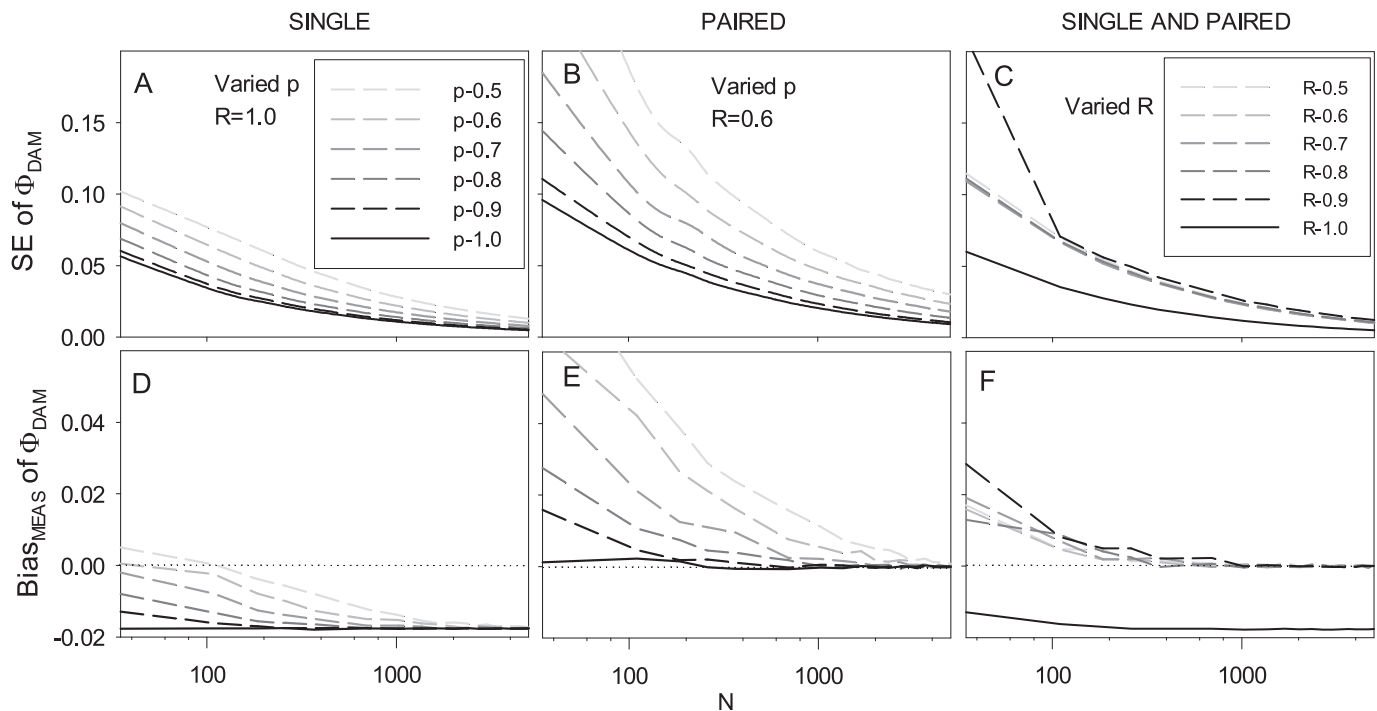 SINGLE
PAIRED
SINGLE AND PAIRED
A
Varied p
R=1.0
p-0.5
p-0.6
p-0.7
p-0.8
p-0.9
p-1.0
B
Varied p
R=0.6
C
Varied R
R-0.5
R-0.6
R-0.7
R-0.8
R-0.9
R-1.0
SE of ΦDAM
0.15
0.10
0.05
0.00
D
E
F
BiasMEAS of ΦDAM
0.04
0.02
0.00
-0.02
100
1000
100
1000
100
1000
N